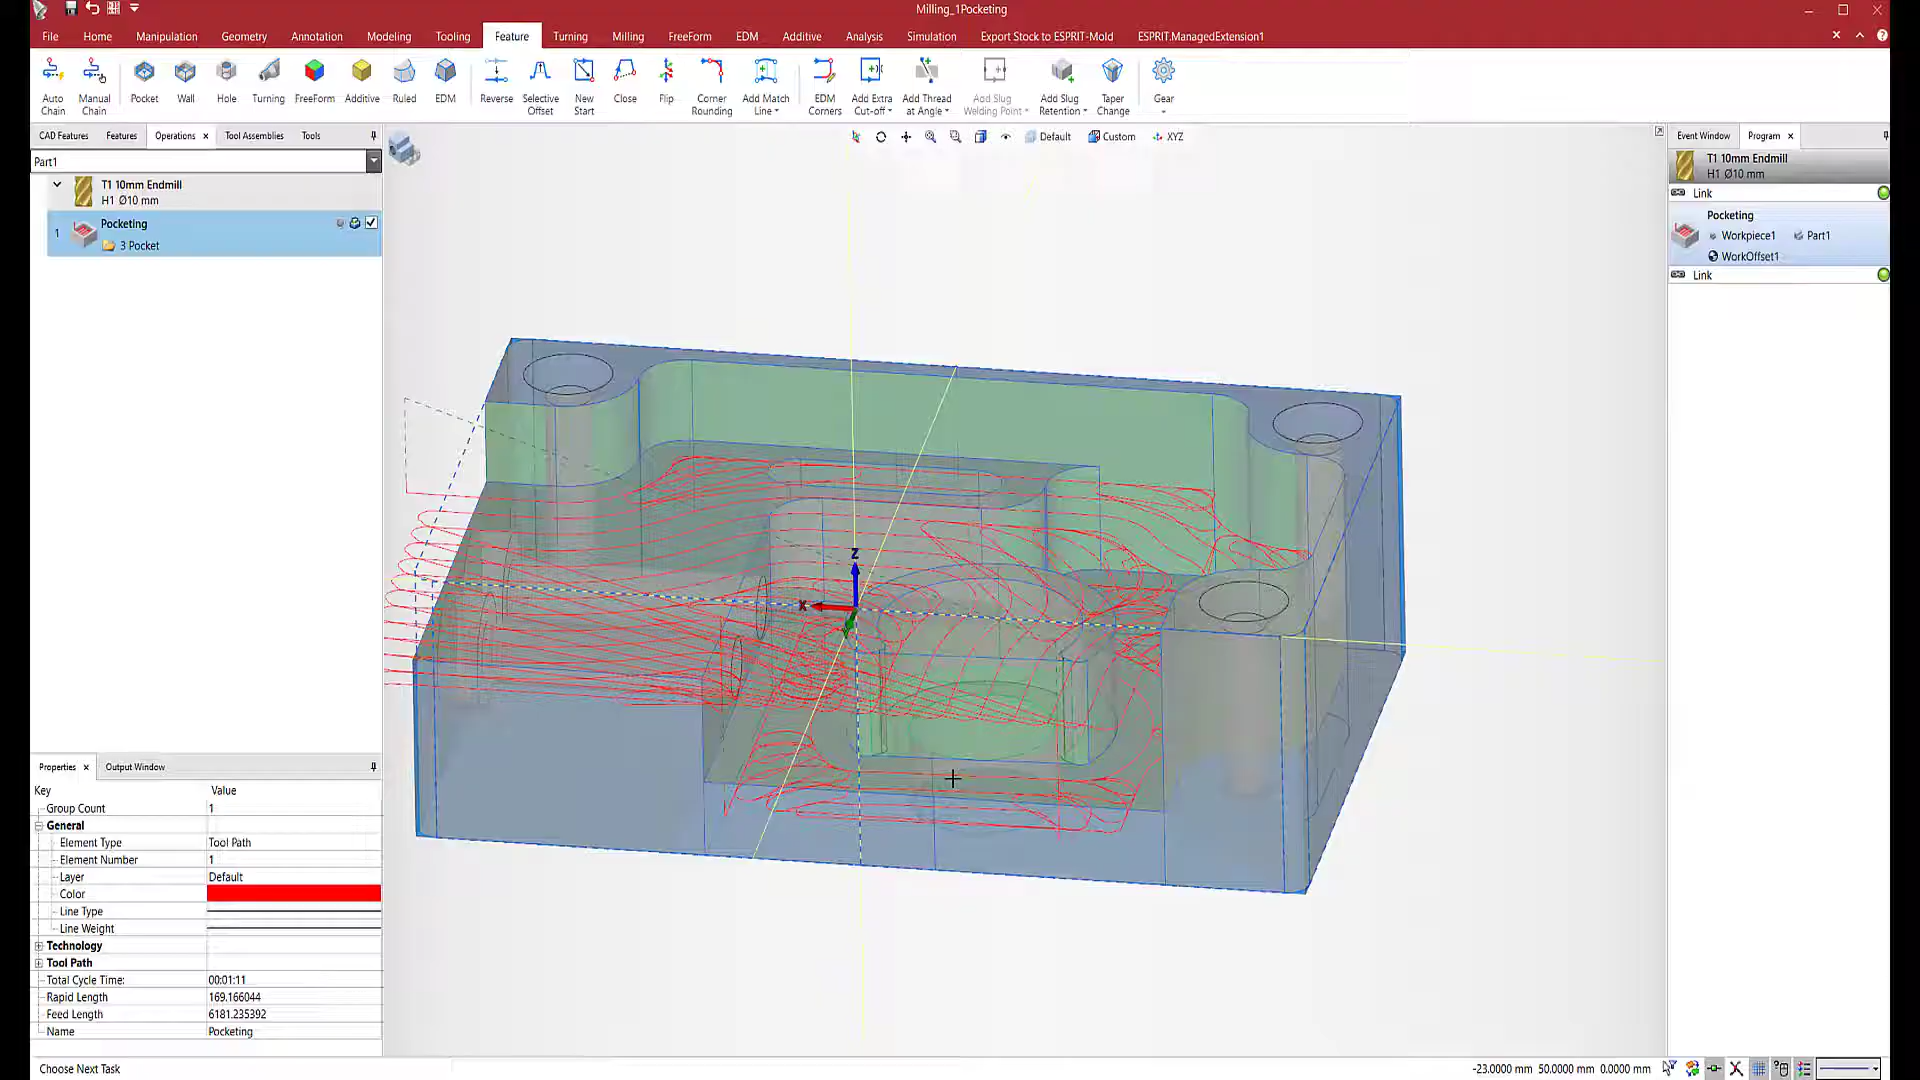 Milling_1Pocketing
File Home Manipulation Geometry Annotation Modeling Tooling Feature Turning Milling FreeForm EDM Additive Analysis Simulation Export Stock to ESPRIT-Mold ESPRIT.ManagedExtension1
Auto Chain
Manual Chain
Pocket
Wall
Hole
Turning
FreeForm
Additive
Ruled
EDM
Reverse
Selective Offset
New Start
Close
Flip
Corner Rounding
Add Match Line
EDM Corners
Add Extra Cut-off
Add Thread at Angle
Add Slug Welding Point
Add Slug Retention
Taper Change
Gear
CAD Features Features Operations Tool Assemblies Tools
Part1
T1 10mm Endmill
H1 Ø10 mm
1
Pocketing
3 Pocket
Default Custom XYZ
Z
X
Y
Event Window Program
T1 10mm Endmill
H1 Ø10 mm
Link
Pocketing
Workpiece1 Part1
WorkOffset1
Link
Properties Output Window
Key Value
Group Count 1
General
Element Type Tool Path
Element Number 1
Layer Default
Color
Line Type
Line Weight
Technology
Tool Path
Total Cycle Time: 00:01:11
Rapid Length 169.166044
Feed Length 6181.235392
Name Pocketing
Choose Next Task
-23.0000 mm 50.0000 mm 0.0000 mm